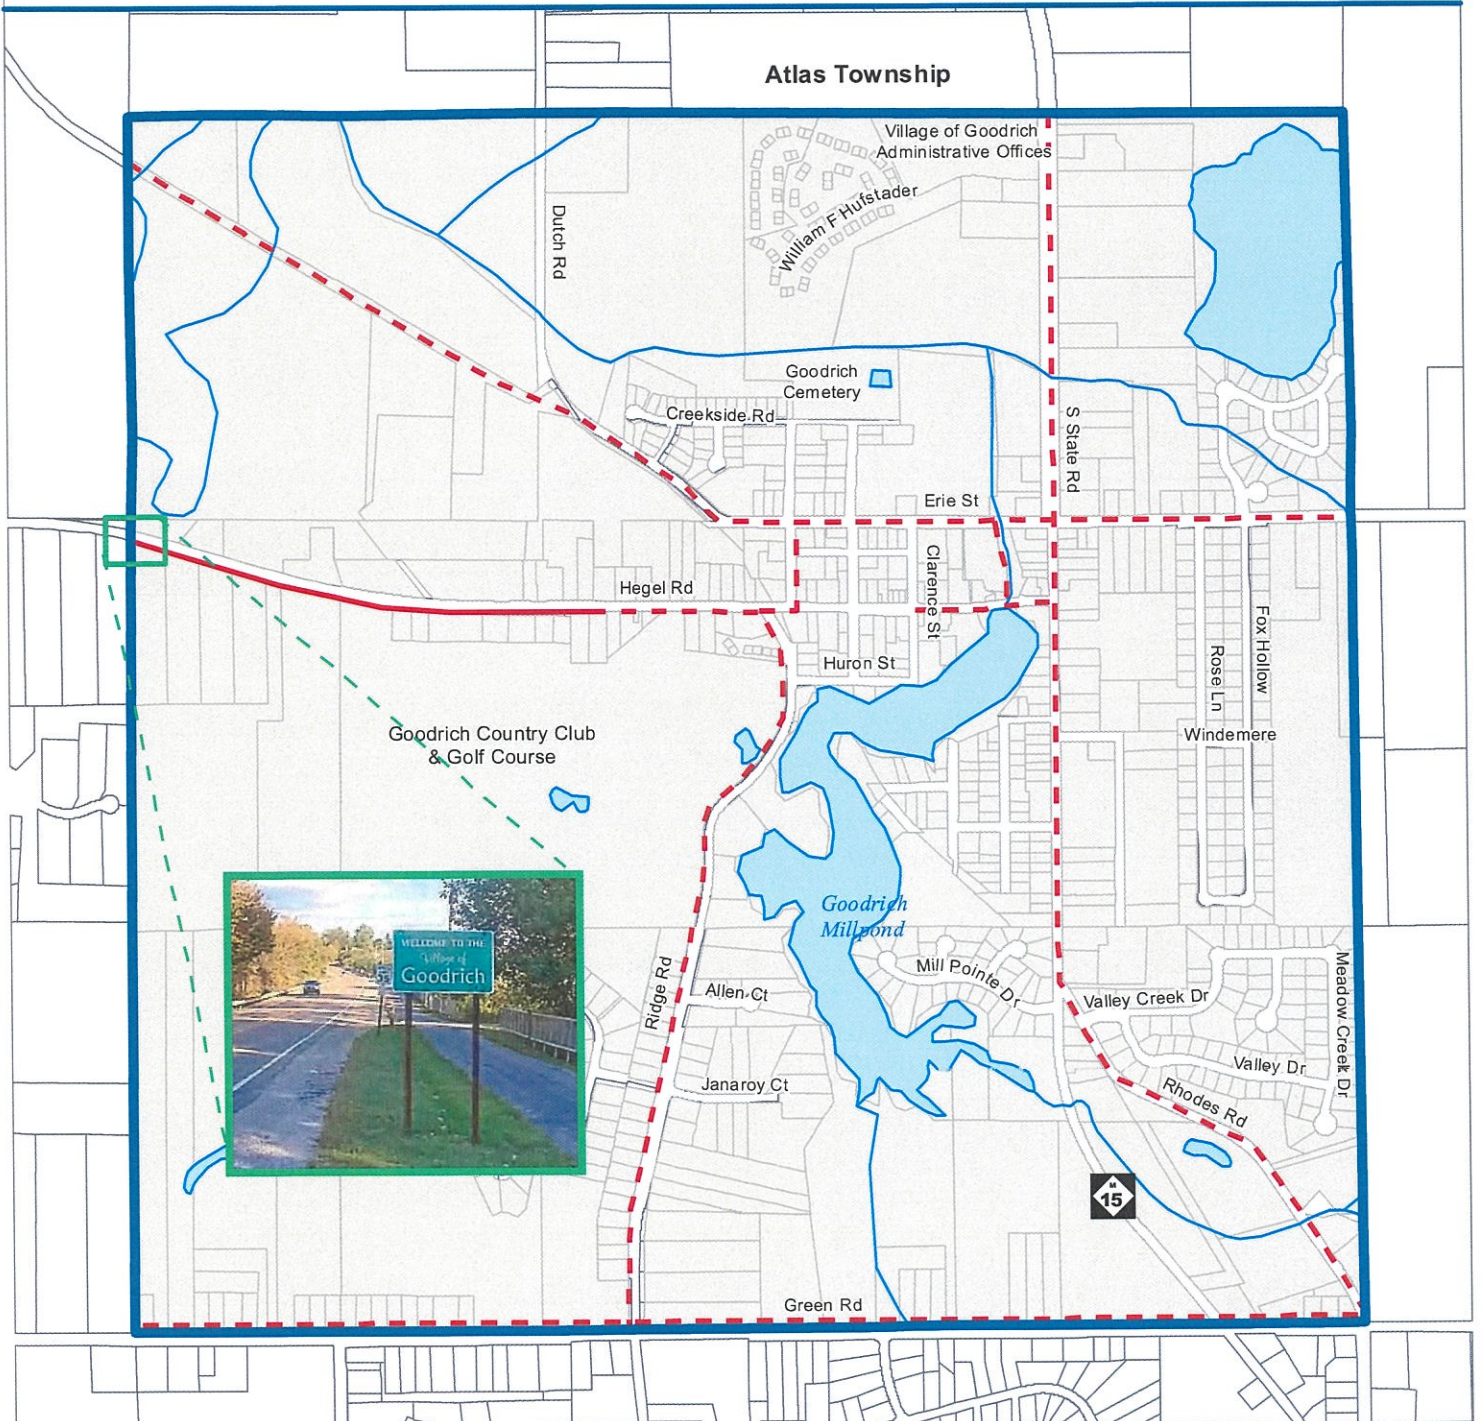 Atlas Township
Village of Goodrich
Administrative Offices
William F Hufstader
Dutch Rd
Goodrich
Cemetery
Creekside Rd
S State Rd
Erie St
Clarence St
Hegel Rd
Fox Hollow
Rose Ln
Huron St
Windemere
Goodrich Country Club
& Golf Course
Goodrich
Millpond
WELCOME TO THE
Village of
Goodrich
Ridge Rd
Allen Ct
Mill Pointe Dr
Valley Creek Dr
Meadow Creek Dr
Valley Dr
Janaroy Ct
Rhodes Rd
M
15
Green Rd